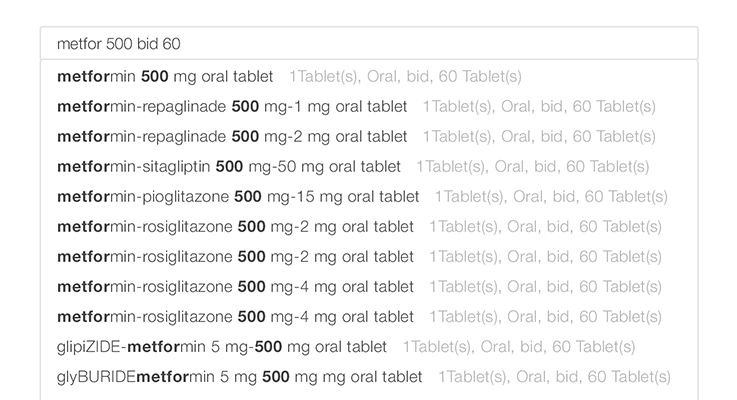 metfor 500 bid 60
metformin 500 mg oral tablet 1Tablet(s), Oral, bid, 60 Tablet(s)
metformin-repaglinade 500 mg-1 mg oral tablet 1Tablet(s), Oral, bid, 60 Tablet(s)
metformin-repaglinade 500 mg-2 mg oral tablet 1Tablet(s), Oral, bid, 60 Tablet(s)
metformin-sitagliptin 500 mg-50 mg oral tablet 1Tablet(s), Oral, bid, 60 Tablet(s)
metformin-pioglitazone 500 mg-15 mg oral tablet 1Tablet(s), Oral, bid, 60 Tablet(s)
metformin-rosiglitazone 500 mg-2 mg oral tablet 1Tablet(s), Oral, bid, 60 Tablet(s)
metformin-rosiglitazone 500 mg-2 mg oral tablet 1Tablet(s), Oral, bid, 60 Tablet(s)
metformin-rosiglitazone 500 mg-4 mg oral tablet 1Tablet(s), Oral, bid, 60 Tablet(s)
metformin-rosiglitazone 500 mg-4 mg oral tablet 1Tablet(s), Oral, bid, 60 Tablet(s)
glipiZIDE-metformin 5 mg-500 mg oral tablet 1Tablet(s), Oral, bid, 60 Tablet(s)
glyBURIDEmetformin 5 mg 500 mg mg oral tablet 1Tablet(s), Oral, bid, 60 Tablet(s)